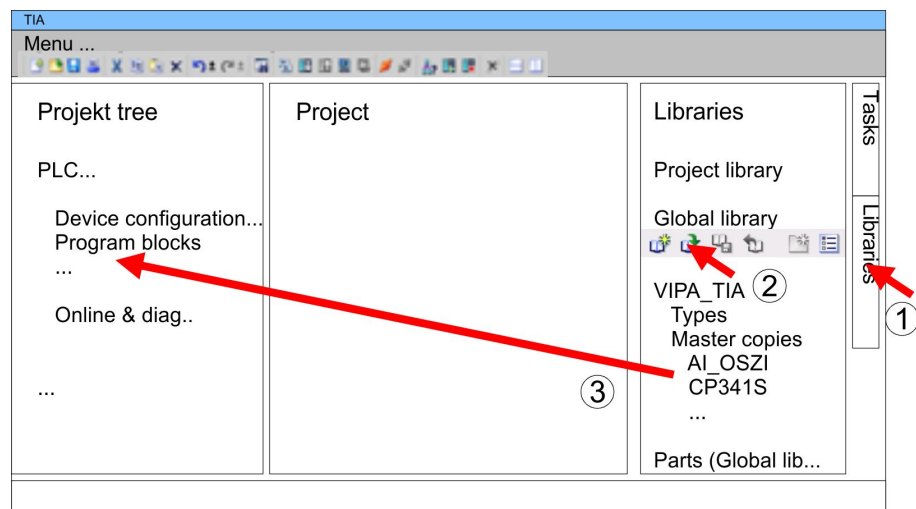 TIA
Menu ...
Projekt tree
PLC...
Device configuration...
Program blocks
...
Online & diag..
...
Project
③
Libraries
Project library
Global library
②
VIPA_TIA
Types
Master copies
AI_OSZI
CP341S
...
Parts (Global lib...
Tasks
Libraries
①